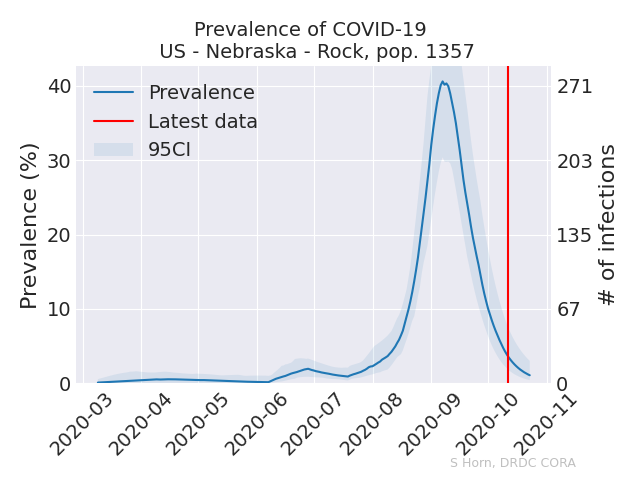 Prevalence of COVID-19
US - Nebraska - Rock, pop. 1357
Prevalence
Latest data
95CI
Prevalence (%)
40
30
20
10
0
# of infections
271
203
135
67
0
2020-03
2020-04
2020-05
2020-06
2020-07
2020-08
2020-09
2020-10
2020-11
S Horn, DRDC CORA